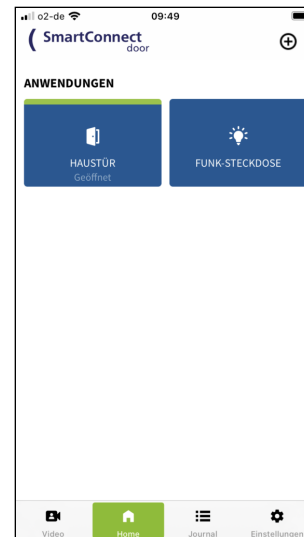 o2-de 09:49
SmartConnect
door
ANWENDUNGEN
HAUSTÜR
Geöffnet
FUNK-STECKDOSE
Video Home Journal Einstellungen